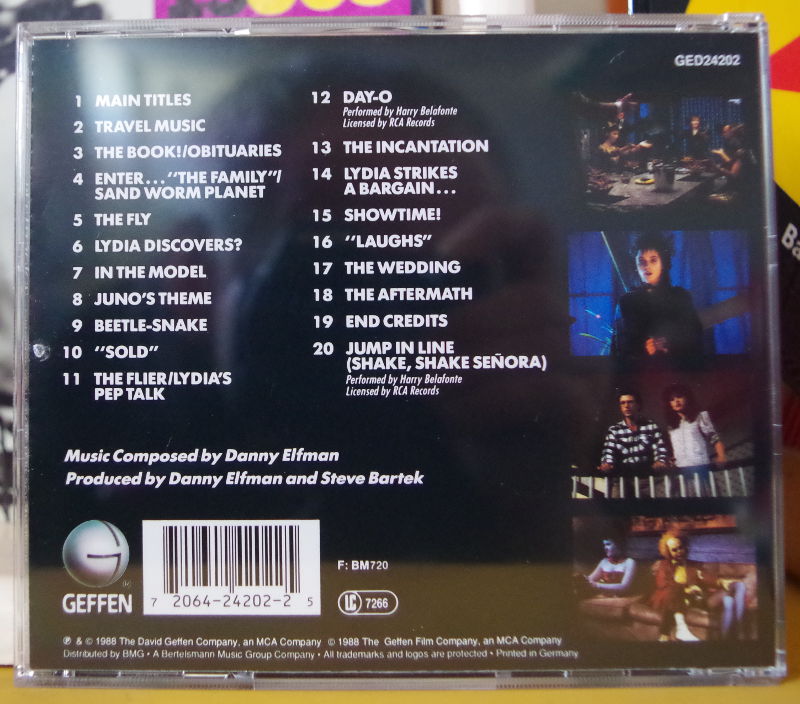 GED24202
1 MAIN TITLES
2 TRAVEL MUSIC
3 THE BOOK!/OBITUARIES
4 ENTER..."THE FAMILY"/
SAND WORM PLANET
5 THE FLY
6 LYDIA DISCOVERS?
7 IN THE MODEL
8 JUNO'S THEME
9 BEETLE-SNAKE
10 "SOLD"
11 THE FLIER/LYDIA'S
PEP TALK
12 DAY-O
Performed by Harry Belafonte
Licensed by RCA Records
13 THE INCANTATION
14 LYDIA STRIKES
A BARGAIN...
15 SHOWTIME!
16 "LAUGHS"
17 THE WEDDING
18 THE AFTERMATH
19 END CREDITS
20 JUMP IN LINE
(SHAKE, SHAKE SEÑORA)
Performed by Harry Belafonte
Licensed by RCA Records
Music Composed by Danny Elfman
Produced by Danny Elfman and Steve Bartek
G
GEFFEN
®
7 2064-24202-2 5
F: BM720
LC 7266
℗ & © 1988 The David Geffen Company, an MCA Company © 1988 The Geffen Film Company, an MCA Company
Distributed by BMG • A Bertelsmann Music Group Company • All trademarks and logos are protected • Printed in Germany